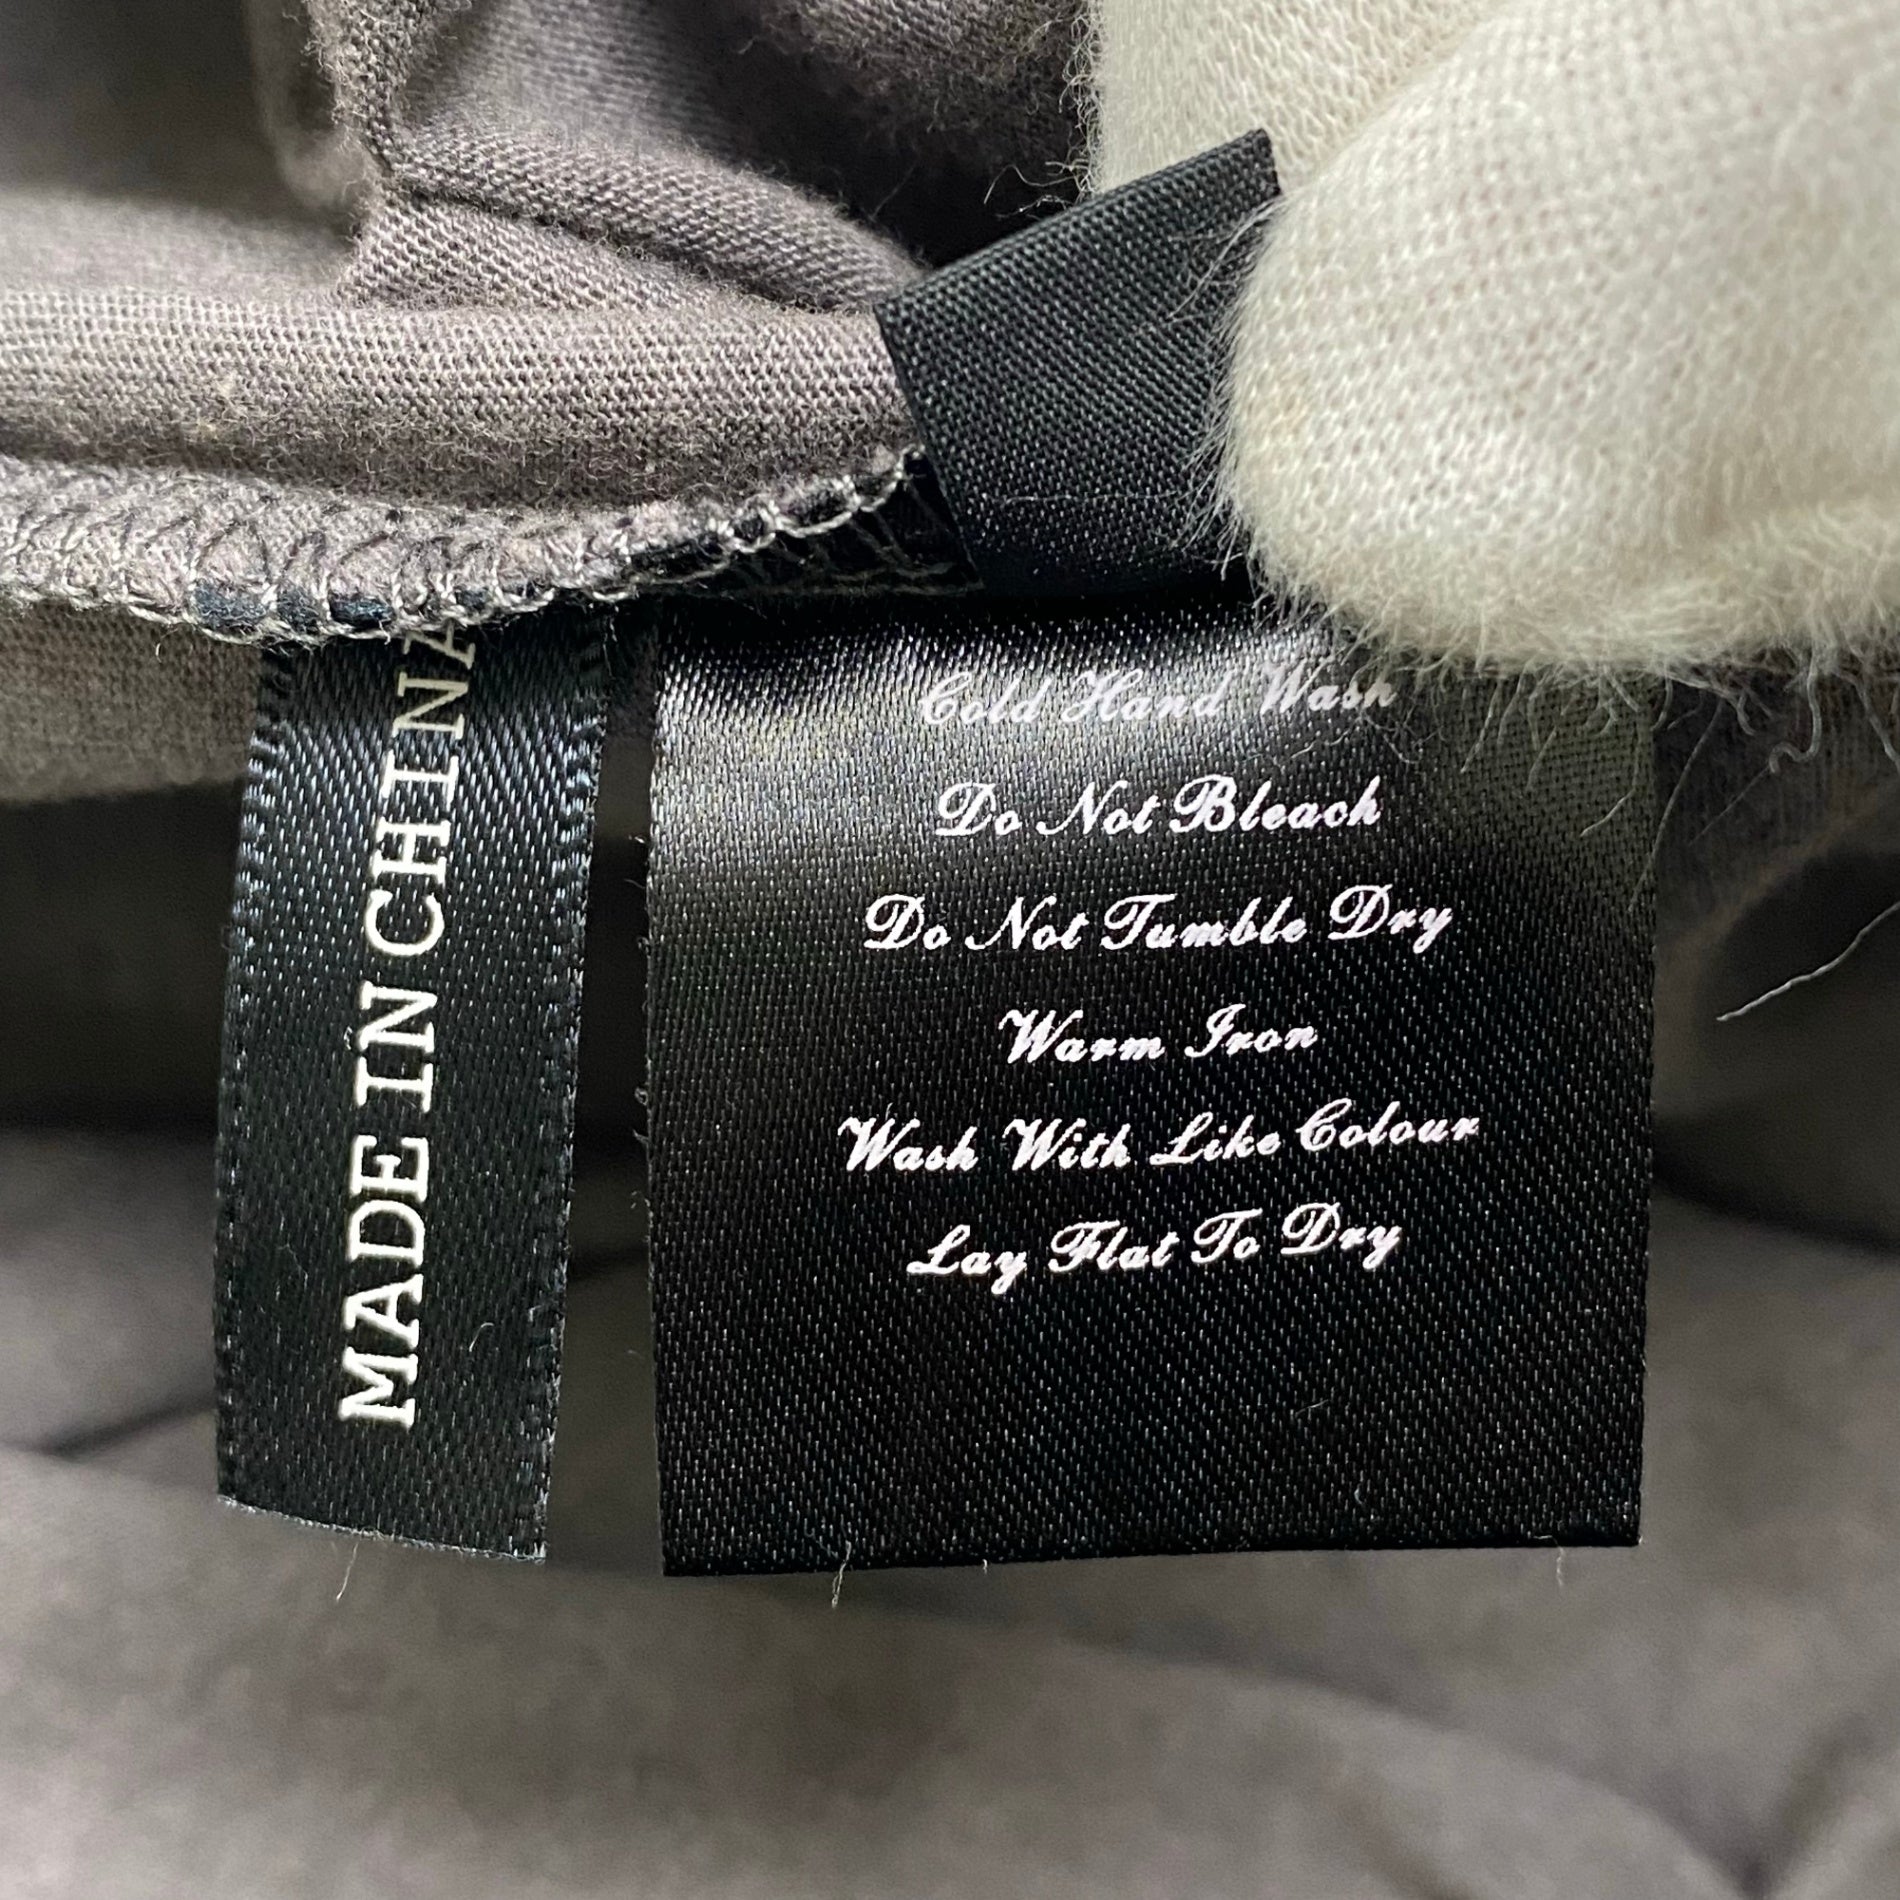 MADE IN CHINA
Cold Hand Wash
Do Not Bleach
Do Not Tumble Dry
Warm Iron
Wash With Like Colour
Lay Flat To Dry